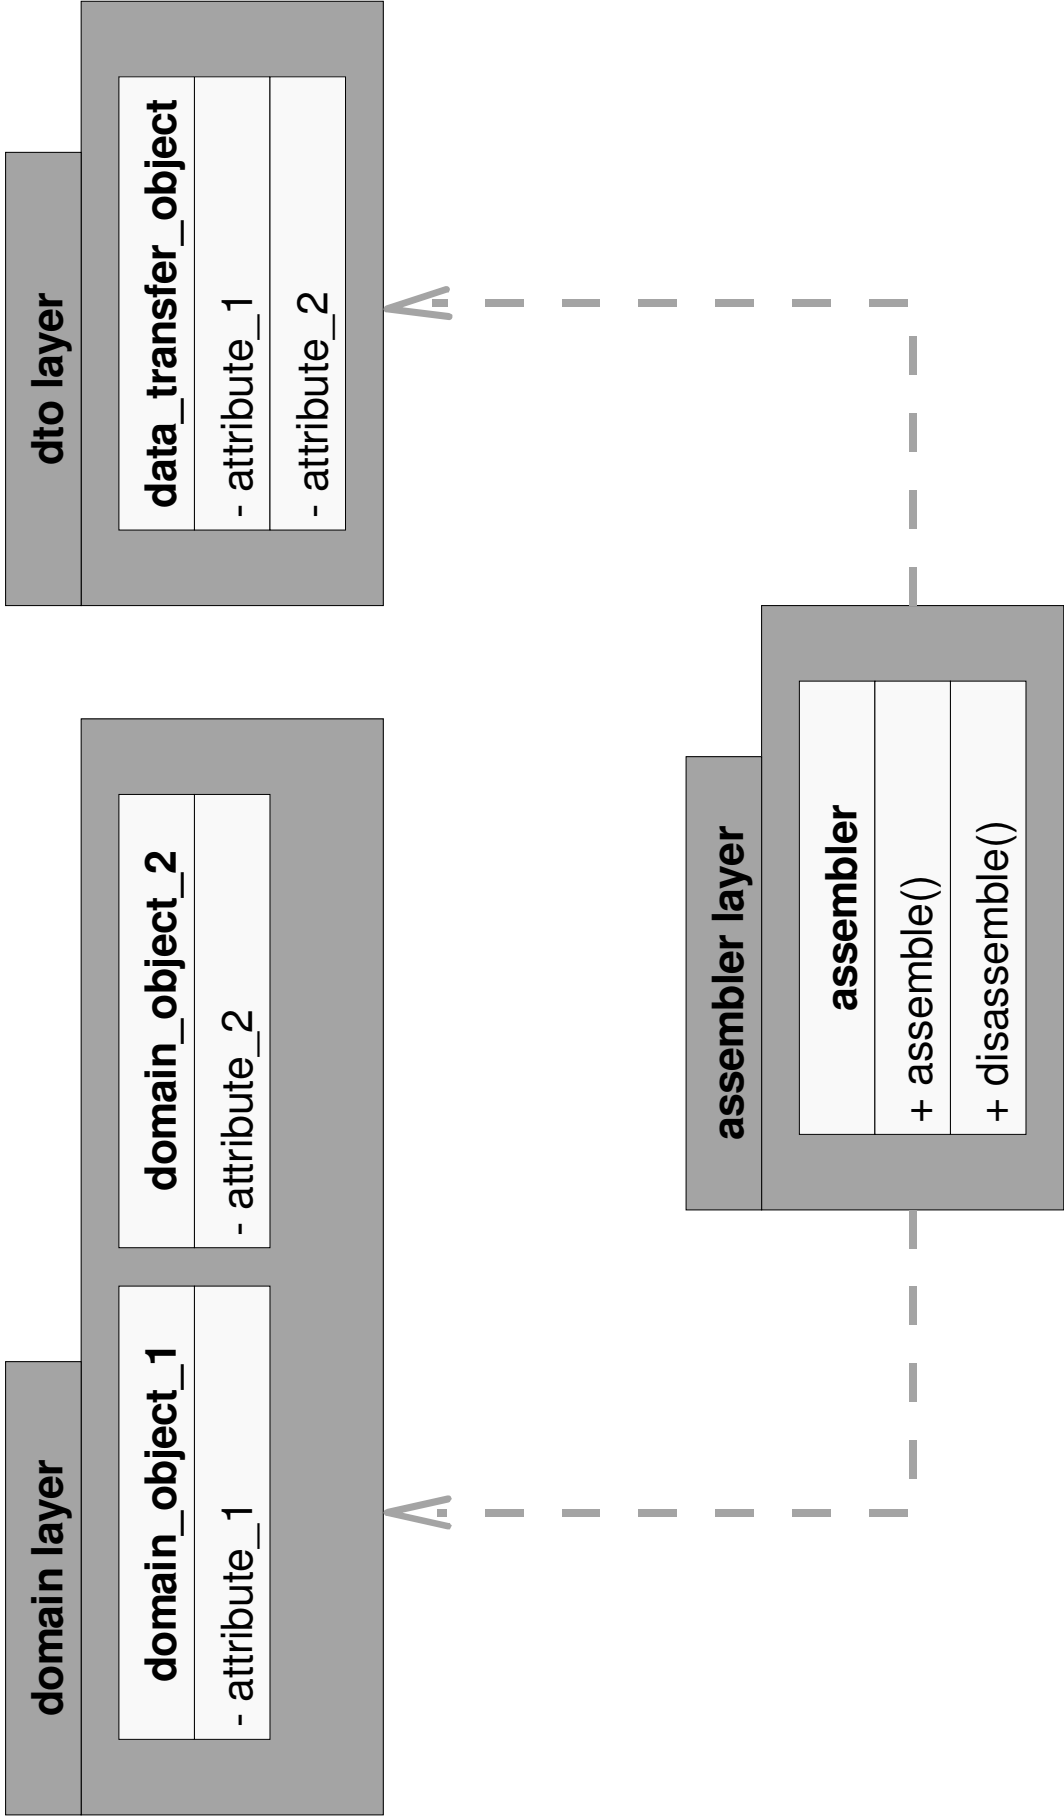 domain layer
domain_object_1
- attribute_1
domain_object_2
- attribute_2
dto layer
data_transfer_object
- attribute_1
- attribute_2
assembler layer
assembler
+ assemble()
+ disassemble()